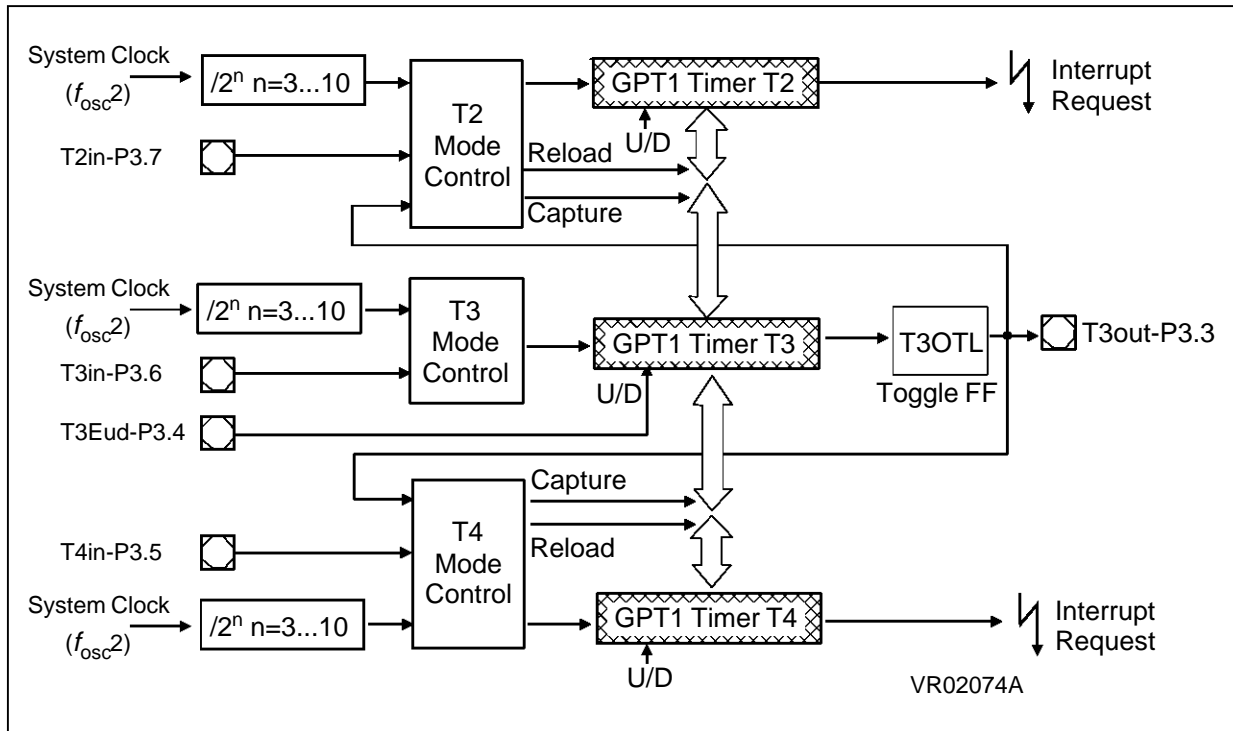 System Clock
(fosc2)
/2ⁿ n=3...10
T2in-P3.7
T2
Mode
Control
GPT1 Timer T2
U/D
Reload
Capture
Interrupt
Request
System Clock
(fosc2)
/2ⁿ n=3...10
T3in-P3.6
T3Eud-P3.4
T3
Mode
Control
GPT1 Timer T3
U/D
T3OTL
Toggle FF
T3out-P3.3
T4in-P3.5
System Clock
(fosc2)
/2ⁿ n=3...10
T4
Mode
Control
Capture
Reload
GPT1 Timer T4
U/D
Interrupt
Request
VR02074A